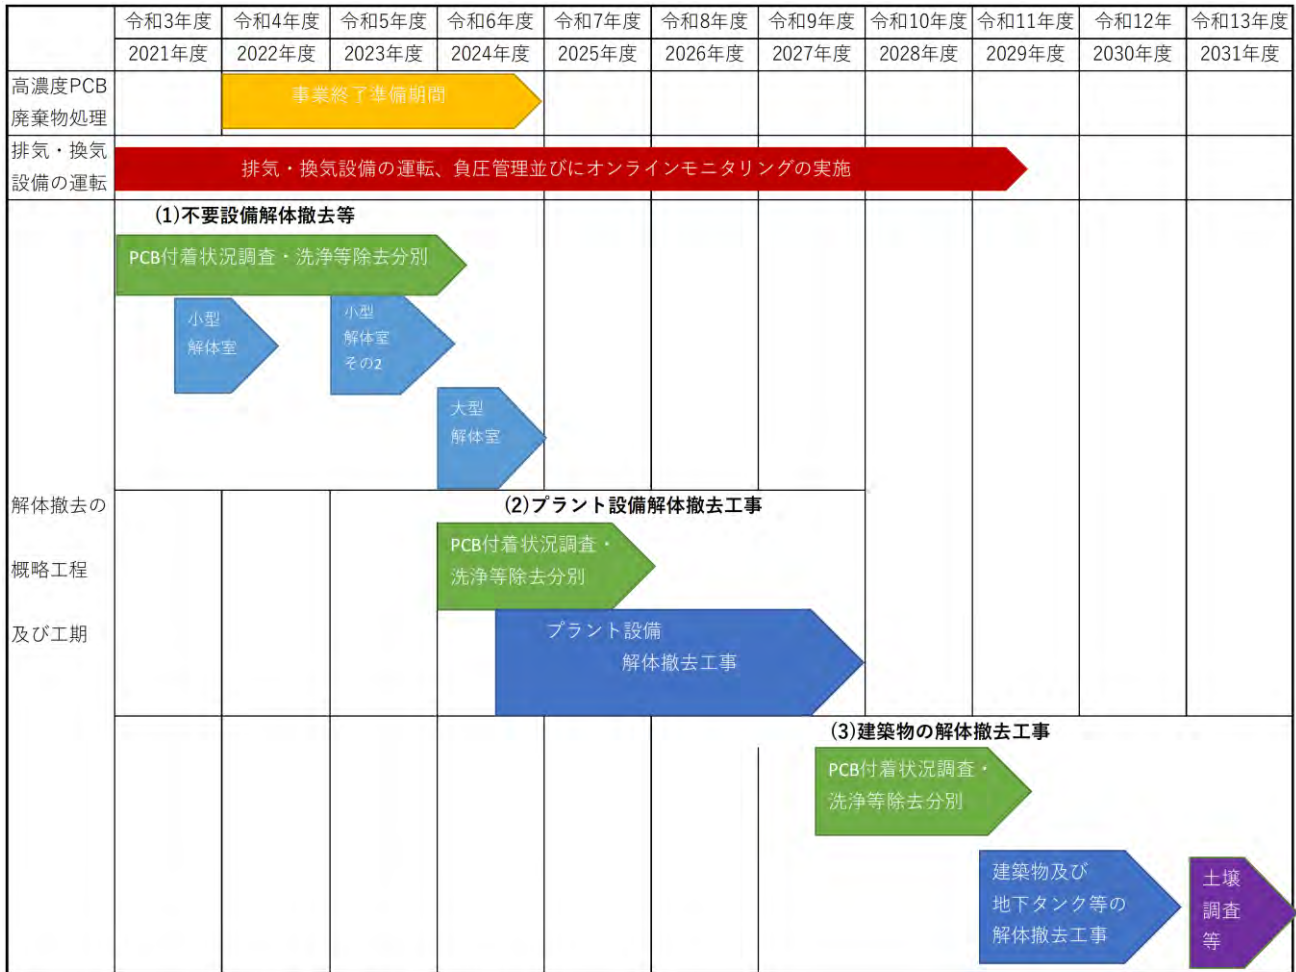 令和3年度 令和4年度 令和5年度 令和6年度 令和7年度 令和8年度 令和9年度 令和10年度 令和11年度 令和12年 令和13年度
2021年度 2022年度 2023年度 2024年度 2025年度 2026年度 2027年度 2028年度 2029年度 2030年度 2031年度
高濃度PCB
廃棄物処理
事業終了準備期間
排気・換気
設備の運転
排気・換気設備の運転、負圧管理並びにオンラインモニタリングの実施
(1)不要設備解体撤去等
PCB付着状況調査・洗浄等除去分別
小型
解体室
小型
解体室
その2
大型
解体室
解体撤去の
概略工程
及び工期
(2)プラント設備解体撤去工事
PCB付着状況調査・
洗浄等除去分別
プラント設備
解体撤去工事
(3)建築物の解体撤去工事
PCB付着状況調査・
洗浄等除去分別
建築物及び
地下タンク等の
解体撤去工事
土壌
調査
等